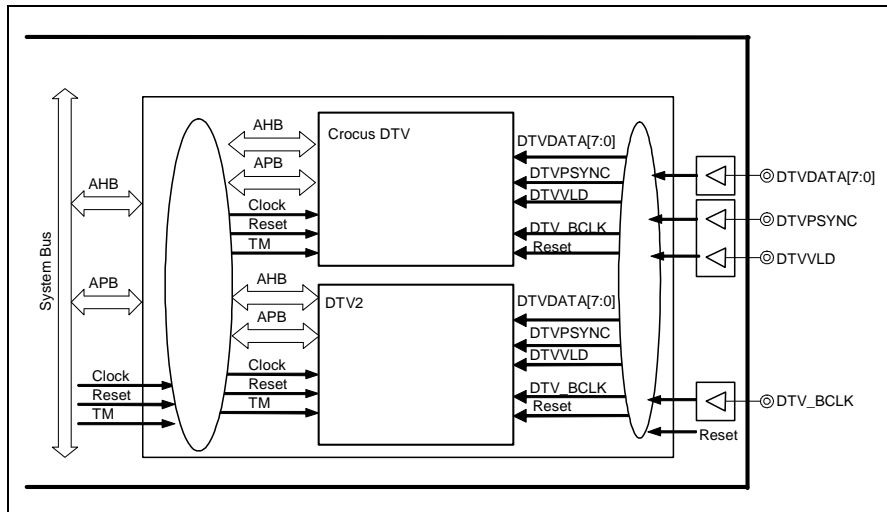 System Bus
AHB
APB
Clock
Reset
TM
AHB
APB
Clock
Reset
TM
Crocus DTV
DTVDATA[7:0]
DTVPSYNC
DTVVLD
DTV_BCLK
Reset
AHB
APB
Clock
Reset
TM
DTV2
DTVDATA[7:0]
DTVPSYNC
DTVVLD
DTV_BCLK
Reset
DTVDATA[7:0]
DTVPSYNC
DTVVLD
DTV_BCLK
Reset